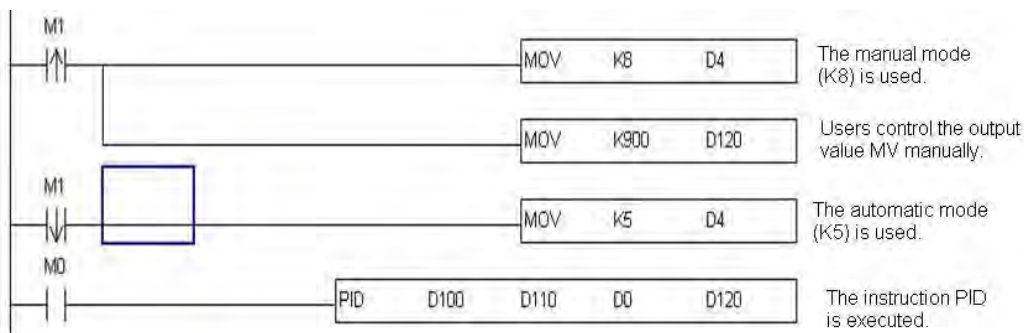 M1
MOV K8 D4
The manual mode
(K8) is used.
MOV K900 D120
Users control the output
value MV manually.
M1
MOV K5 D4
The automatic mode
(K5) is used.
M0
PID D100 D110 D0 D120
The instruction PID
is executed.